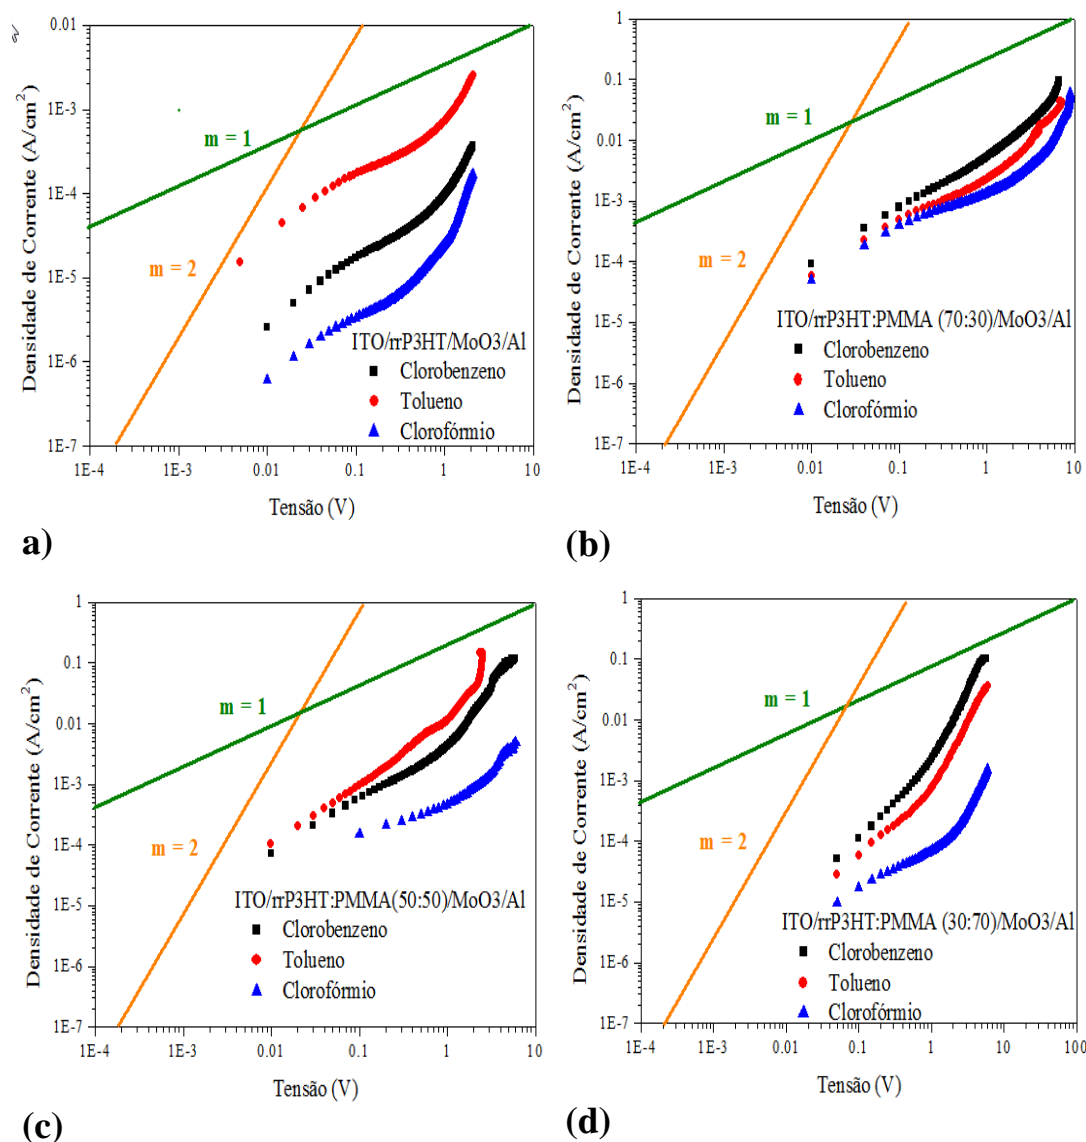 0.01
1E-3
1E-4
1E-5
1E-6
1E-7
Densidade de Corrente (A/cm²)
m = 1
m = 2
ITO/rrP3HT/MoO3/Al
Clorobenzeno
Tolueno
Clorofórmio
1E-4 1E-3 0.01 0.1 1 10
Tensão (V)
a)
1
0.1
0.01
1E-3
1E-4
1E-5
1E-6
1E-7
Densidade de Corrente (A/cm²)
m = 1
m = 2
ITO/rrP3HT:PMMA (70:30)/MoO3/Al
Clorobenzeno
Tolueno
Clorofórmio
1E-4 1E-3 0.01 0.1 1 10
Tensão (V)
(b)
1
0.1
0.01
1E-3
1E-4
1E-5
1E-6
1E-7
Densidade de Corrente (A/cm²)
m = 1
m = 2
ITO/rrP3HT:PMMA(50:50)/MoO3/Al
Clorobenzeno
Tolueno
Clorofórmio
1E-4 1E-3 0.01 0.1 1 10
Tensão (V)
(c)
1
0.1
0.01
1E-3
1E-4
1E-5
1E-6
1E-7
Densidade de Corrente (A/cm²)
m = 1
m = 2
ITO/rrP3HT:PMMA (30:70)/MoO3/Al
Clorobenzeno
Tolueno
Clorofórmio
1E-4 1E-3 0.01 0.1 1 10 100
Tensão (V)
(d)